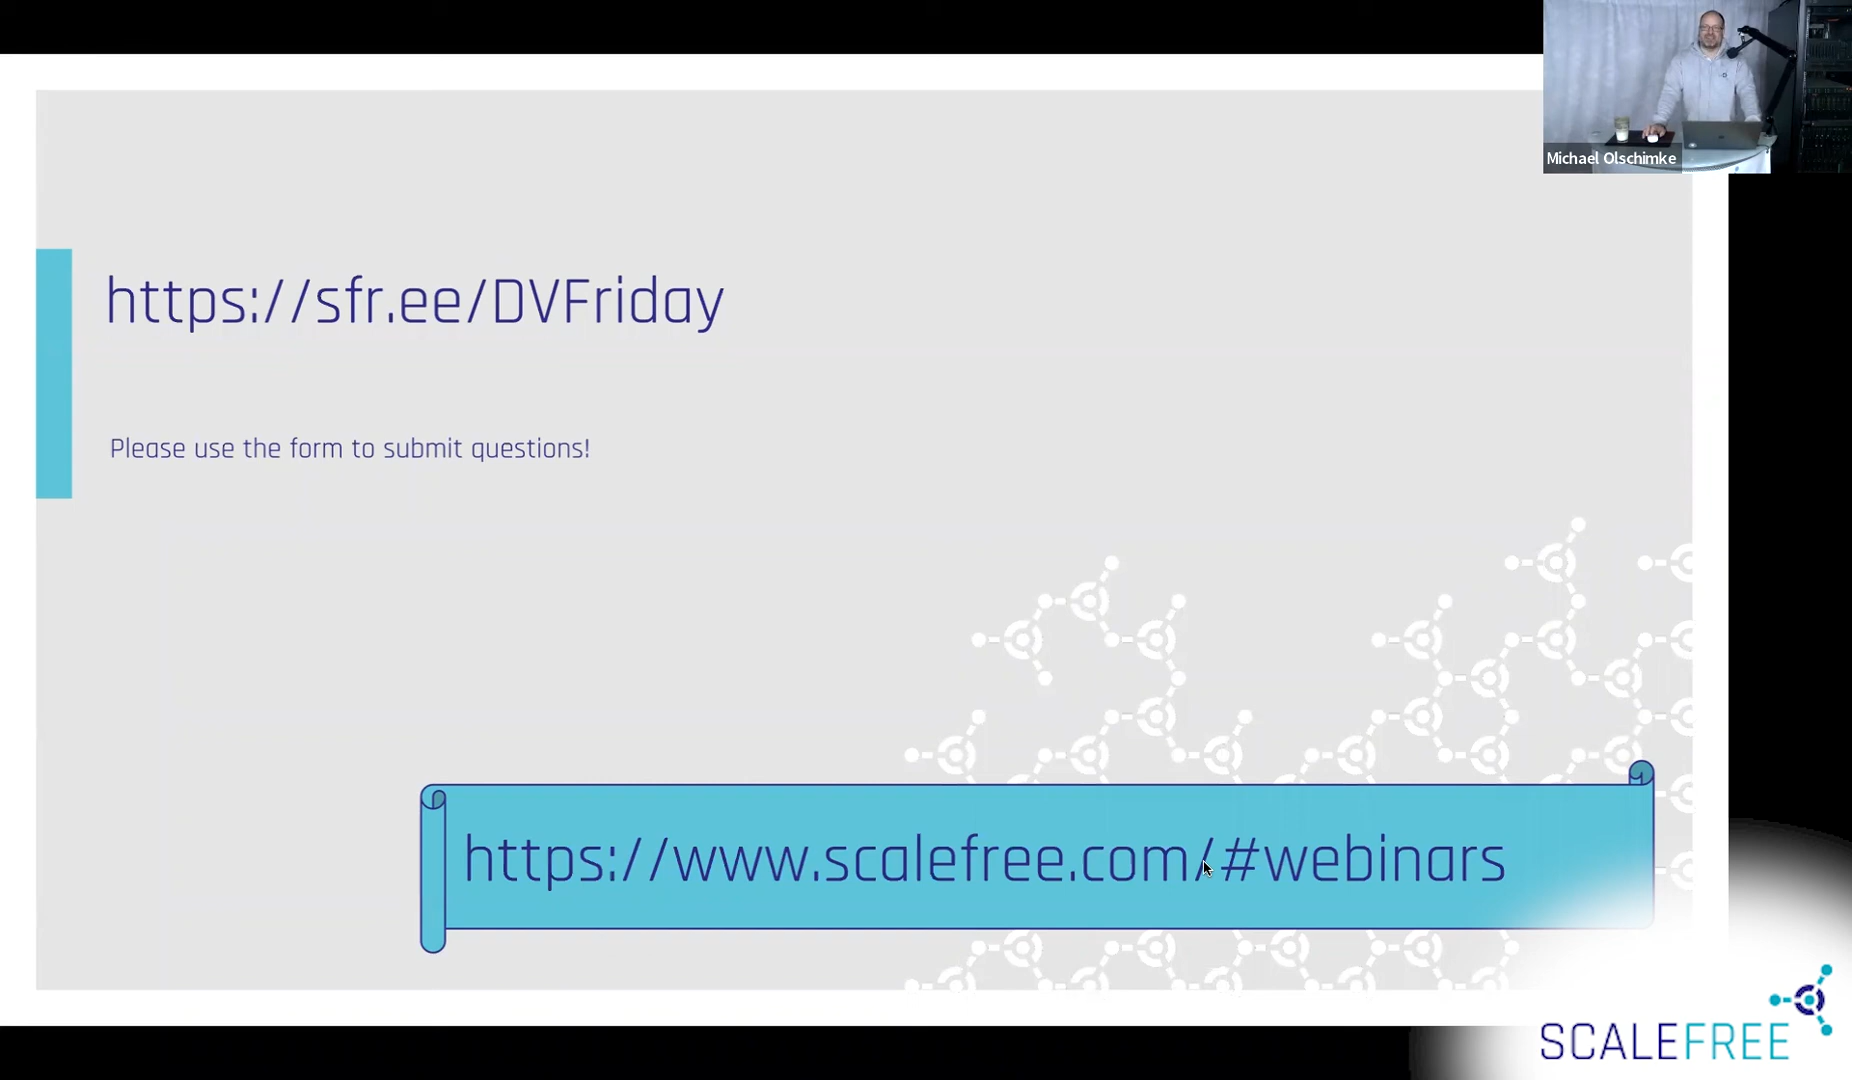 Michael Olschimke
https://sfr.ee/DVFriday
Please use the form to submit questions!
https://www.scalefree.com/#webinars
SCALEFREE